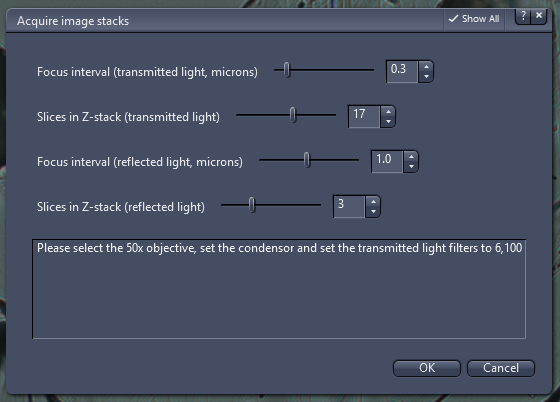 Acquire image stacks
Show All
?
×
Focus interval (transmitted light, microns)
0.3
Slices in Z-stack (transmitted light)
17
Focus interval (reflected light, microns)
1.0
Slices in Z-stack (reflected light)
3
Please select the 50x objective, set the condensor and set the transmitted light filters to 6,100
OK
Cancel